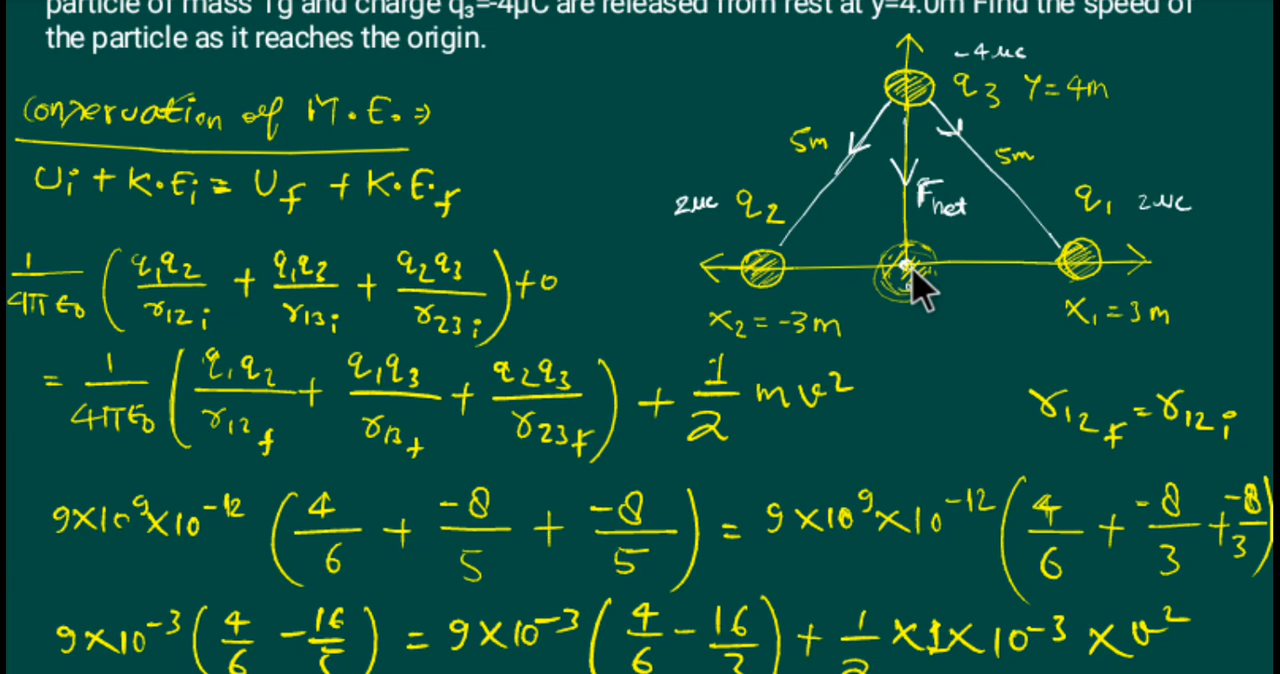 particle of mass 1g and charge q₃=-4μC are released from rest at y=4.0m Find the speed of
the particle as it reaches the origin.
Conservation of M.E. ⇒
Uᵢ + K.Eᵢ = U_f + K.E._f
1/4πε₀ (q₁q₂/r₁₂ᵢ + q₁q₃/r₁₃ᵢ + q₂q₃/r₂₃ᵢ) + 0
= 1/4πε₀ (q₁q₂/r₁₂f + q₁q₃/r₁₃f + q₂q₃/r₂₃f) + 1/2 mv²
9×10⁹×10⁻¹² (4/6 + -8/5 + -8/5) = 9×10⁹×10⁻¹² (4/6 + -8/3 + -8/3)
9×10⁻³ (4/6 - 16/5) = 9×10⁻³ (4/6 - 16/3) + 1/2 ×1×10⁻³ × v²
-4μC
q₃ Y=4m
5m
5m
F net
2μC q₂
q₁ 2μC
x₂ = -3m
x₁ = 3m
r₁₂f = r₁₂ᵢ